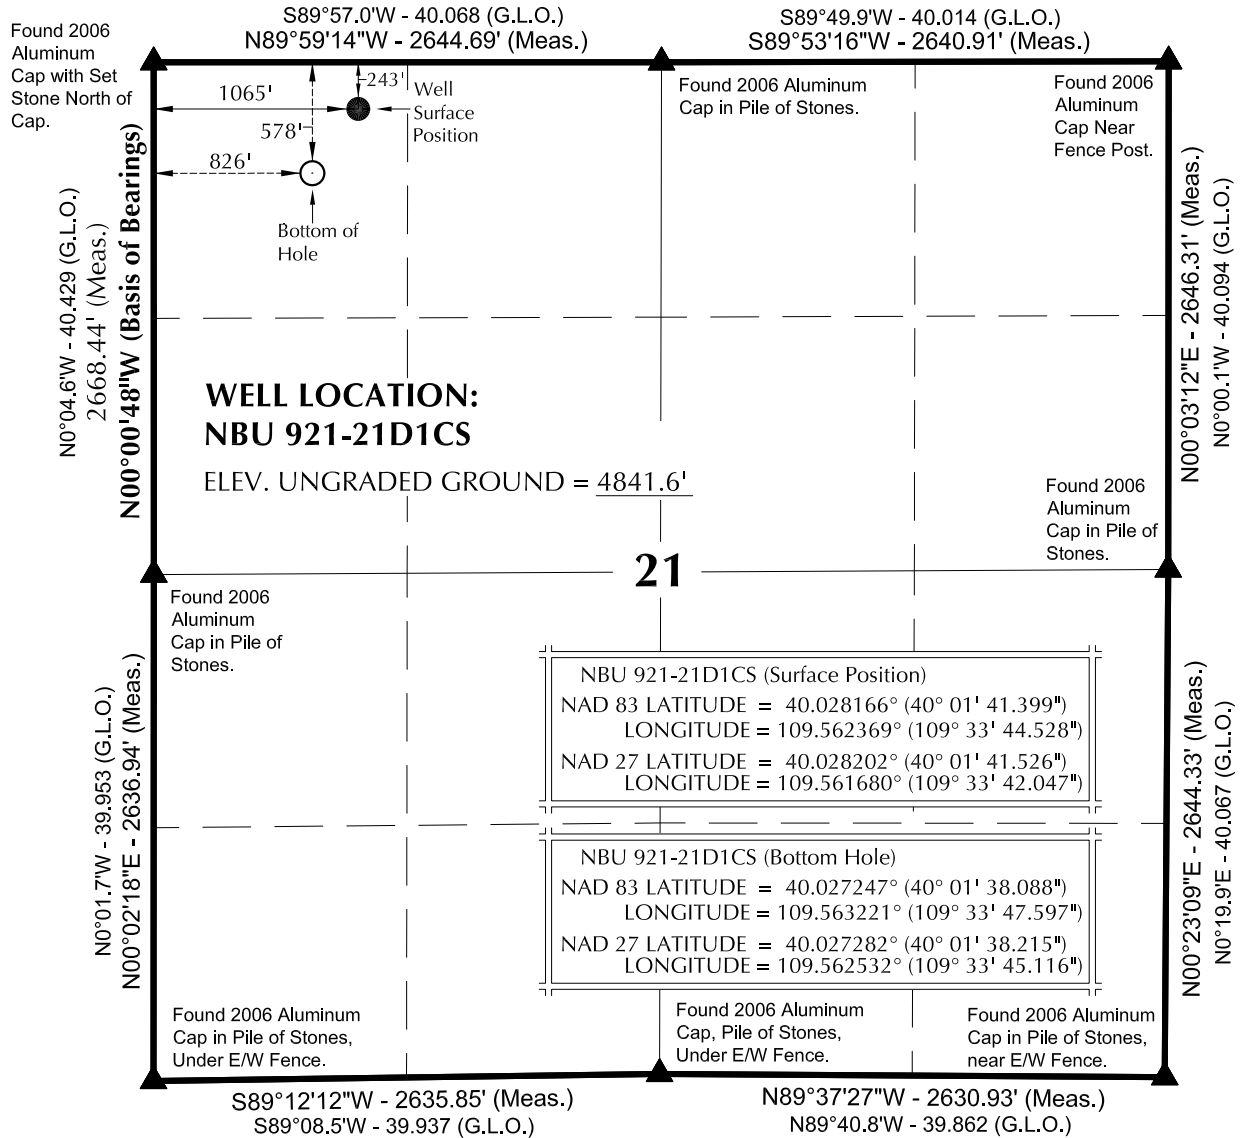 S89°57.0'W - 40.068 (G.L.O.)
N89°59'14"W - 2644.69' (Meas.)
S89°49.9'W - 40.014 (G.L.O.)
S89°53'16"W - 2640.91' (Meas.)
Found 2006
Aluminum
Cap with Set
Stone North of
Cap.
1065'
243'
Well
Surface
Position
578'
826'
Bottom of
Hole
Found 2006 Aluminum
Cap in Pile of Stones.
Found 2006
Aluminum
Cap Near
Fence Post.
N0°04.6'W - 40.429 (G.L.O.)
2668.44' (Meas.)
N00°00'48"W (Basis of Bearings)
N00°03'12"E - 2646.31' (Meas.)
N0°00.1'W - 40.094 (G.L.O.)
WELL LOCATION:
NBU 921-21D1CS
ELEV. UNGRADED GROUND = 4841.6'
Found 2006
Aluminum
Cap in Pile of
Stones.
21
Found 2006
Aluminum
Cap in Pile of
Stones.
N0°01.7'W - 39.953 (G.L.O.)
N00°02'18"E - 2636.94' (Meas.)
NBU 921-21D1CS (Surface Position)
NAD 83 LATITUDE = 40.028166° (40° 01' 41.399")
LONGITUDE = 109.562369° (109° 33' 44.528")
NAD 27 LATITUDE = 40.028202° (40° 01' 41.526")
LONGITUDE = 109.561680° (109° 33' 42.047")
NBU 921-21D1CS (Bottom Hole)
NAD 83 LATITUDE = 40.027247° (40° 01' 38.088")
LONGITUDE = 109.563221° (109° 33' 47.597")
NAD 27 LATITUDE = 40.027282° (40° 01' 38.215")
LONGITUDE = 109.562532° (109° 33' 45.116")
N00°23'09"E - 2644.33' (Meas.)
N0°19.9'E - 40.067 (G.L.O.)
Found 2006 Aluminum
Cap in Pile of Stones,
Under E/W Fence.
Found 2006 Aluminum
Cap, Pile of Stones,
Under E/W Fence.
Found 2006 Aluminum
Cap in Pile of Stones,
near E/W Fence.
S89°12'12"W - 2635.85' (Meas.)
S89°08.5'W - 39.937 (G.L.O.)
N89°37'27"W - 2630.93' (Meas.)
N89°40.8'W - 39.862 (G.L.O.)